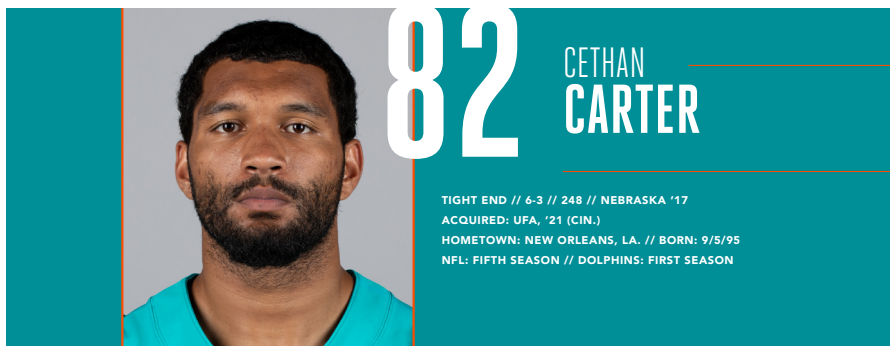 82
CETHAN
CARTER
TIGHT END // 6-3 // 248 // NEBRASKA ’17
ACQUIRED: UFA, ’21 (CIN.)
HOMETOWN: NEW ORLEANS, LA. // BORN: 9/5/95
NFL: FIFTH SEASON // DOLPHINS: FIRST SEASON